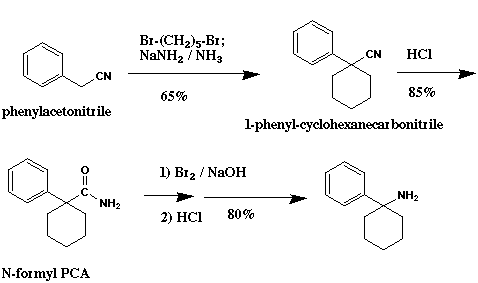 Br-(CH2)5-Br;
NaNH2 / NH3
65%
CN
phenylacetonitrile
CN
1-phenyl-cyclohexanecarbonitrile
HCl
85%
O
C
NH2
N-formyl PCA
1) Br2 / NaOH
2) HCl
80%
NH2